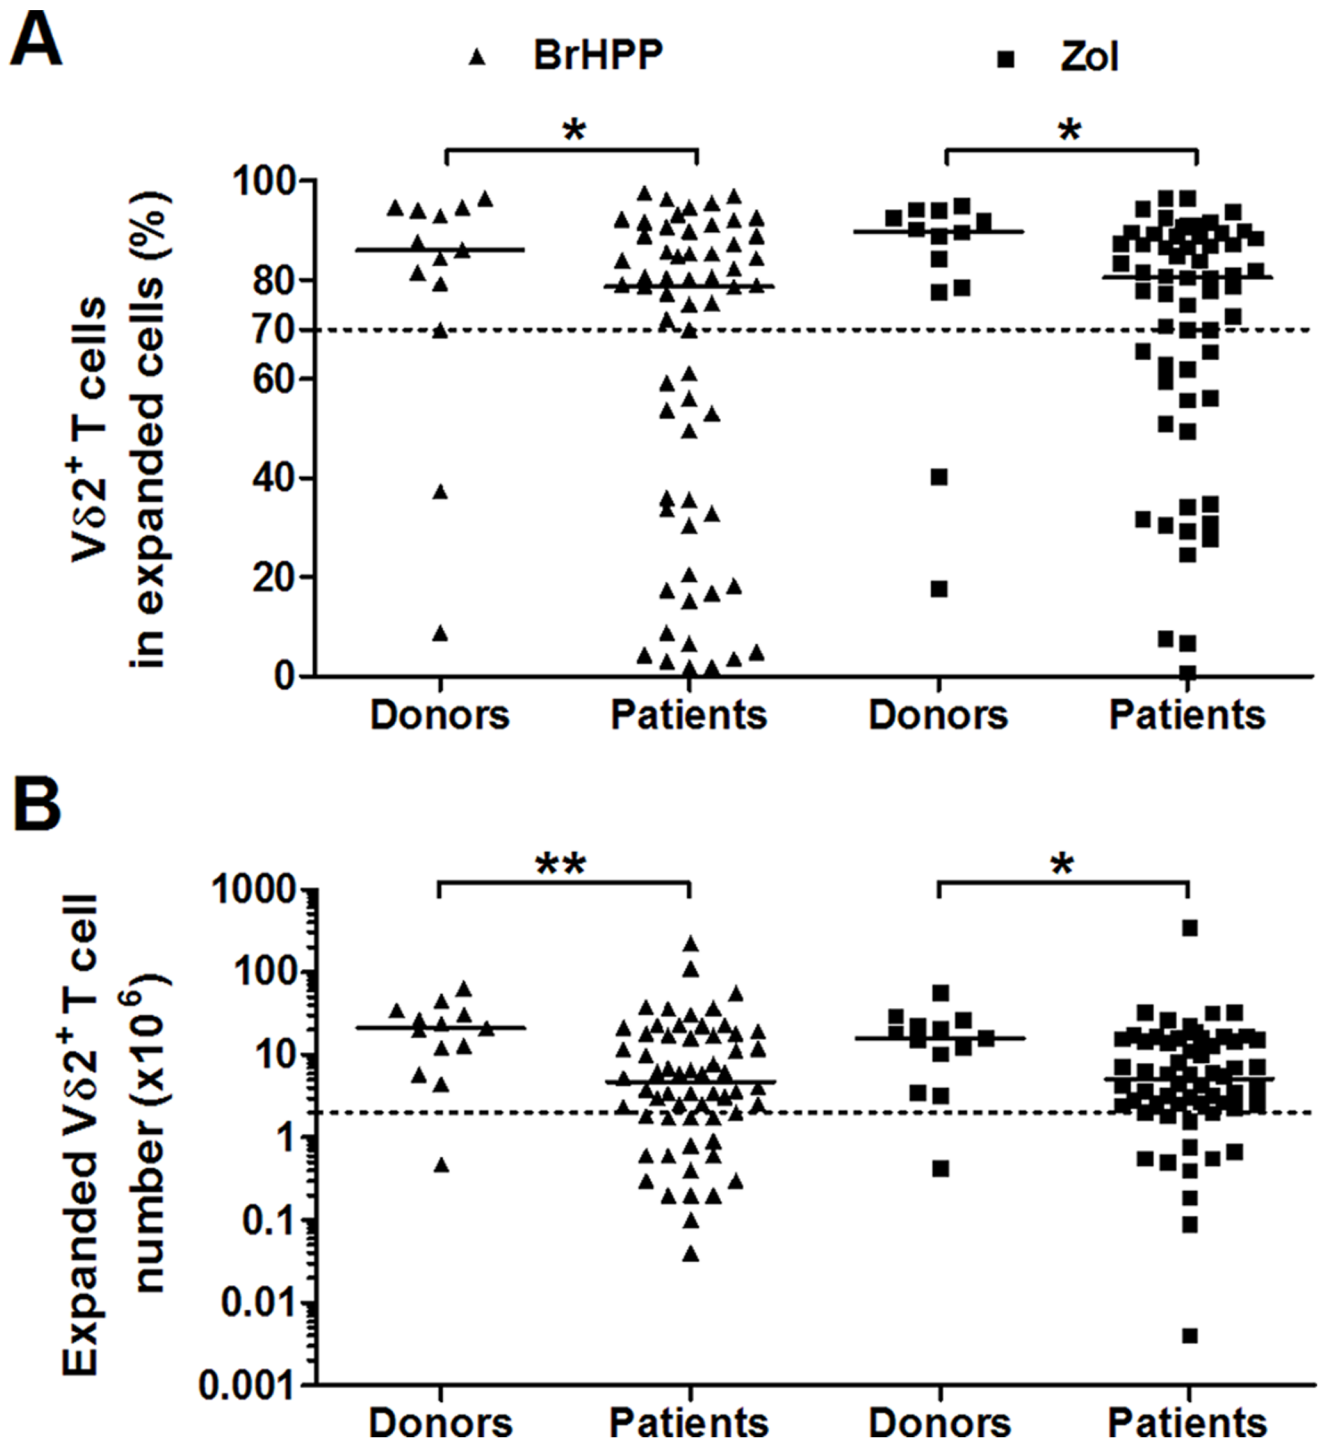 A
BrHPP
Zol
*
*
Vδ2⁺ T cells
in expanded cells (%)
100
80
70
60
40
20
0
Donors
Patients
Donors
Patients
B
**
*
Expanded Vδ2⁺ T cell
number (x10⁶)
1000
100
10
1
0.1
0.01
0.001
Donors
Patients
Donors
Patients